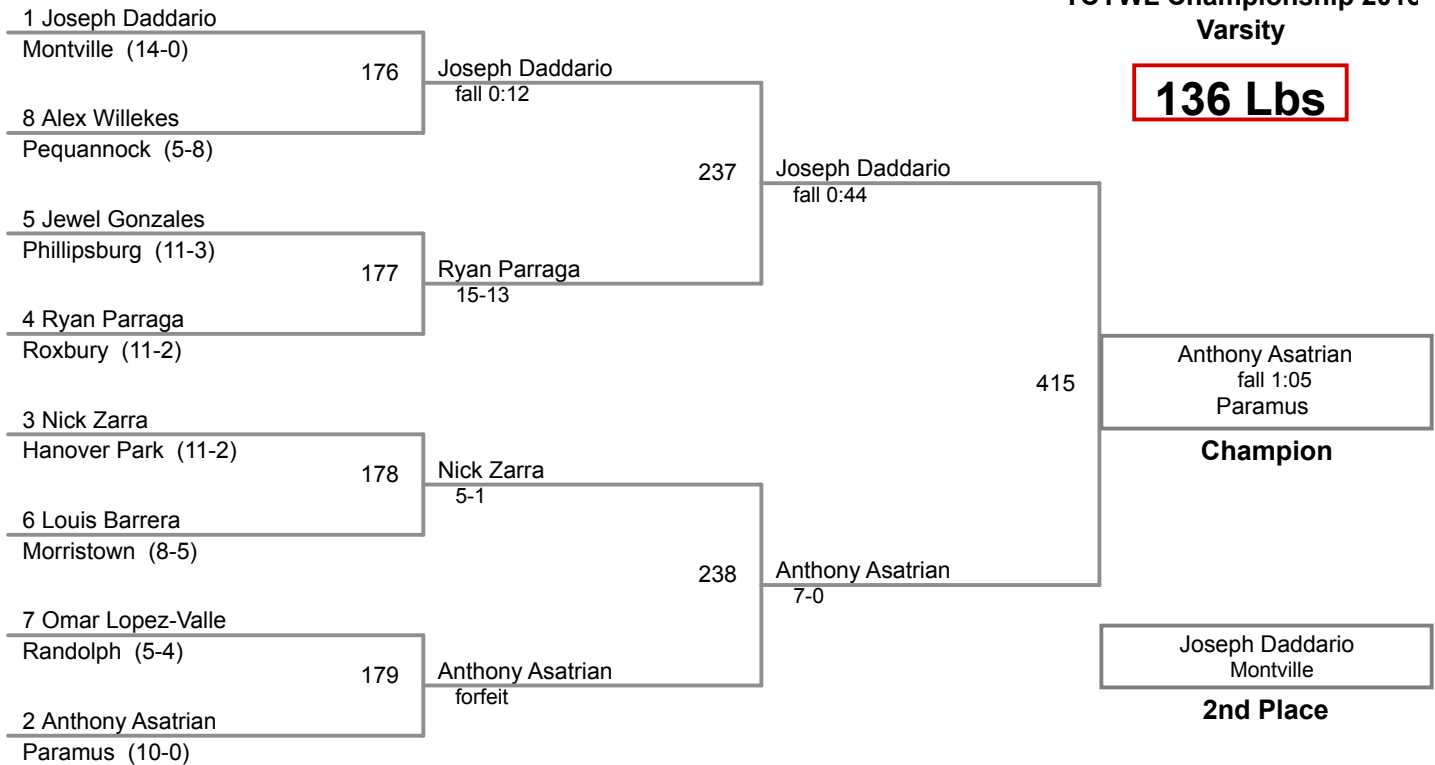 Varsity
136 Lbs
1 Joseph Daddario
Montville (14-0)
176
8 Alex Willekes
Pequannock (5-8)
5 Jewel Gonzales
Phillipsburg (11-3)
177
4 Ryan Parraga
Roxbury (11-2)
3 Nick Zarra
Hanover Park (11-2)
178
6 Louis Barrera
Morristown (8-5)
7 Omar Lopez-Valle
Randolph (5-4)
179
2 Anthony Asatrian
Paramus (10-0)
Joseph Daddario
fall 0:12
237
Ryan Parraga
15-13
Nick Zarra
5-1
238
Anthony Asatrian
forfeit
Joseph Daddario
fall 0:44
415
Anthony Asatrian
7-0
Anthony Asatrian
fall 1:05
Paramus
Champion
Joseph Daddario
Montville
2nd Place